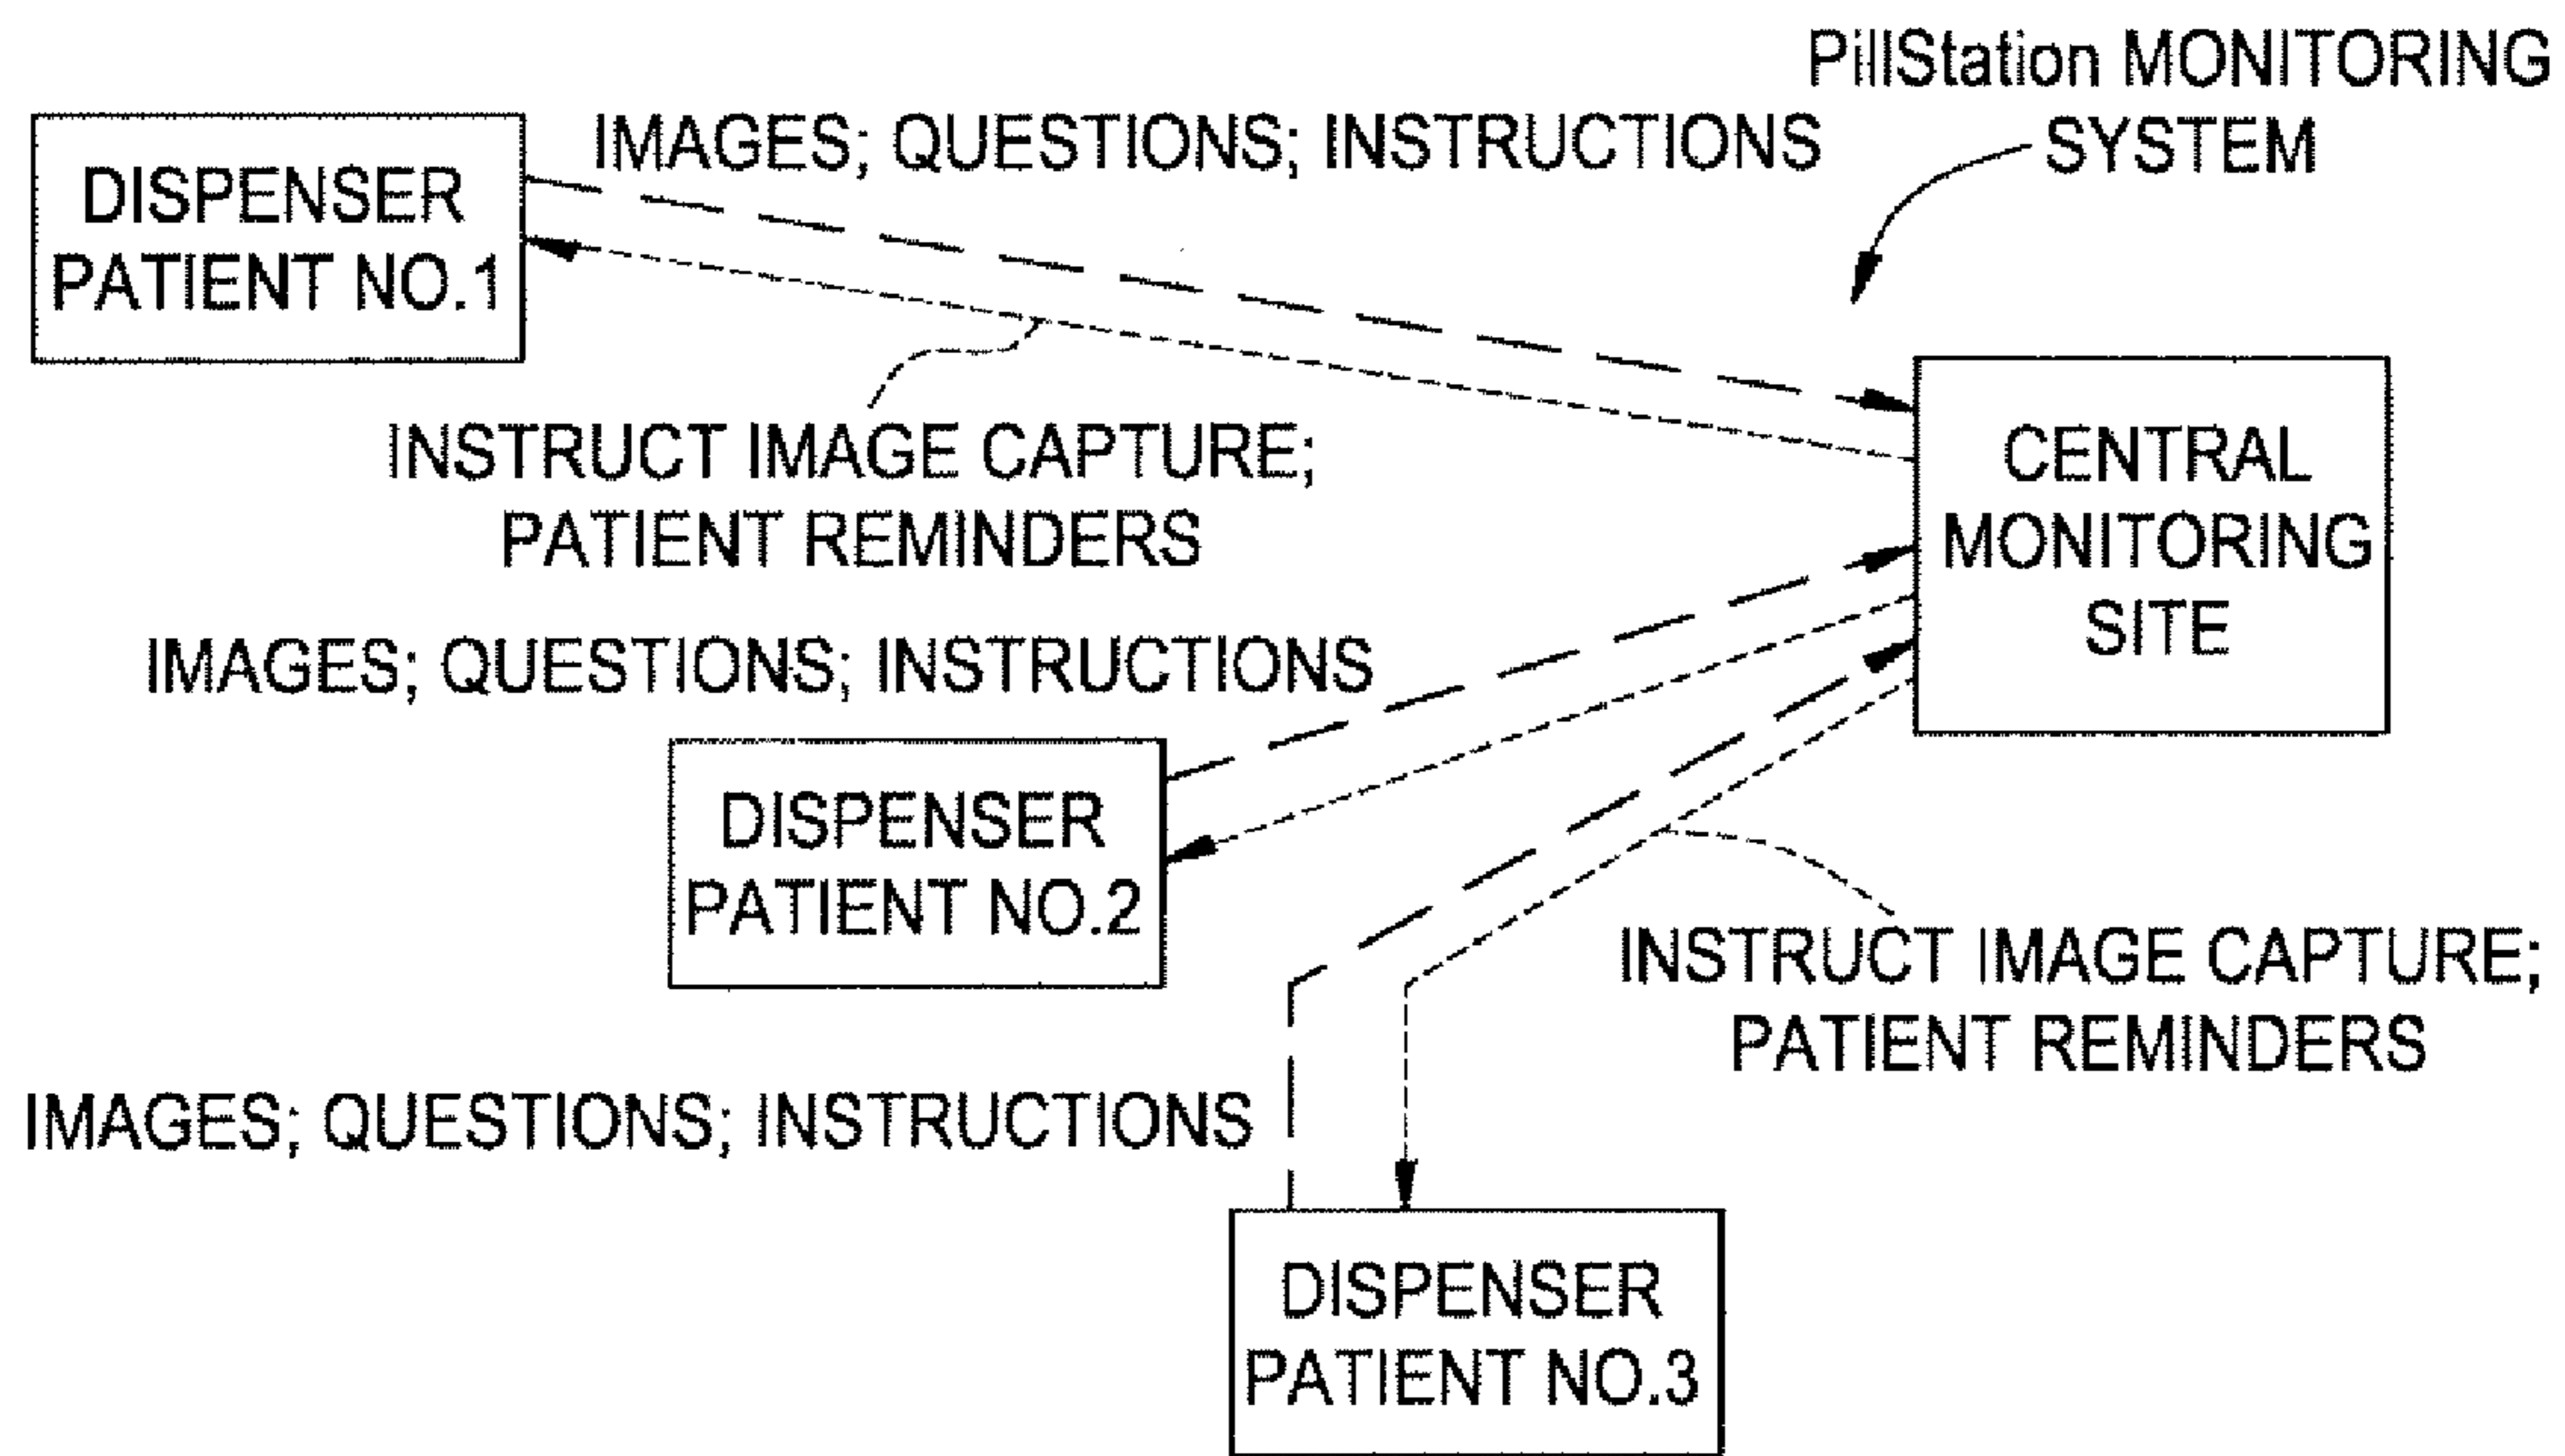 PillStation MONITORING
SYSTEM
IMAGES; QUESTIONS; INSTRUCTIONS
DISPENSER
PATIENT NO.1
INSTRUCT IMAGE CAPTURE;
PATIENT REMINDERS
CENTRAL
MONITORING
SITE
IMAGES; QUESTIONS; INSTRUCTIONS
DISPENSER
PATIENT NO.2
INSTRUCT IMAGE CAPTURE;
PATIENT REMINDERS
IMAGES; QUESTIONS; INSTRUCTIONS
DISPENSER
PATIENT NO.3